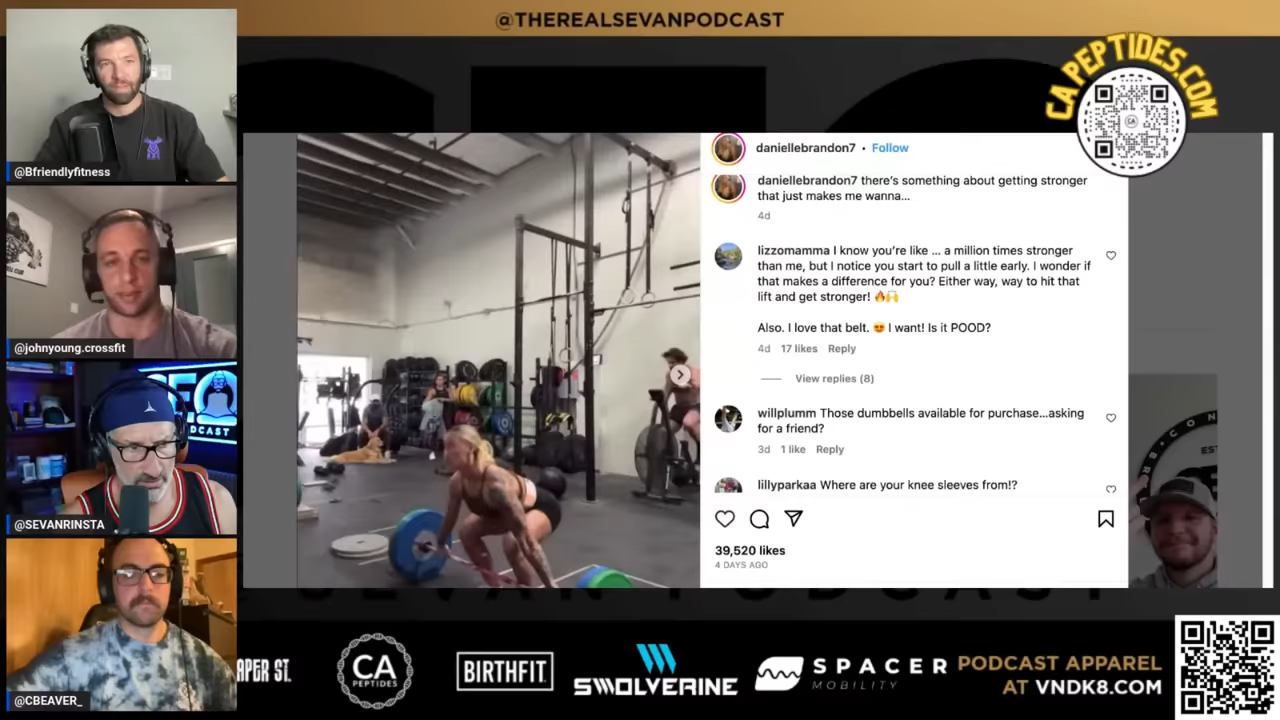 @THEREALSEVANPODCAST
CAPEPTIDES.COM
@Bfriendlyfitness
@johnyoung.crossfit
PODCAST
@SEVANRINSTA
@CBEAVER_
daniellebrandon7 • Follow
daniellebrandon7 there's something about getting stronger
that just makes me wanna...
4d
lizzomamma I know you're like ... a million times stronger
than me, but I notice you start to pull a little early. I wonder if
that makes a difference for you? Either way, way to hit that
lift and get stronger! 🔥🙌
Also. I love that belt. 😍 I want! Is it POOD?
4d 17 likes Reply
View replies (8)
willplumm Those dumbbells available for purchase...asking
for a friend?
3d 1 like Reply
lillyparkaa Where are your knee sleeves from!?
39,520 likes
4 DAYS AGO
APER ST.
CA
PEPTIDES
BIRTHFIT
SWOLVERINE
SPACER
MOBILITY
PODCAST APPAREL
AT VNDK8.COM